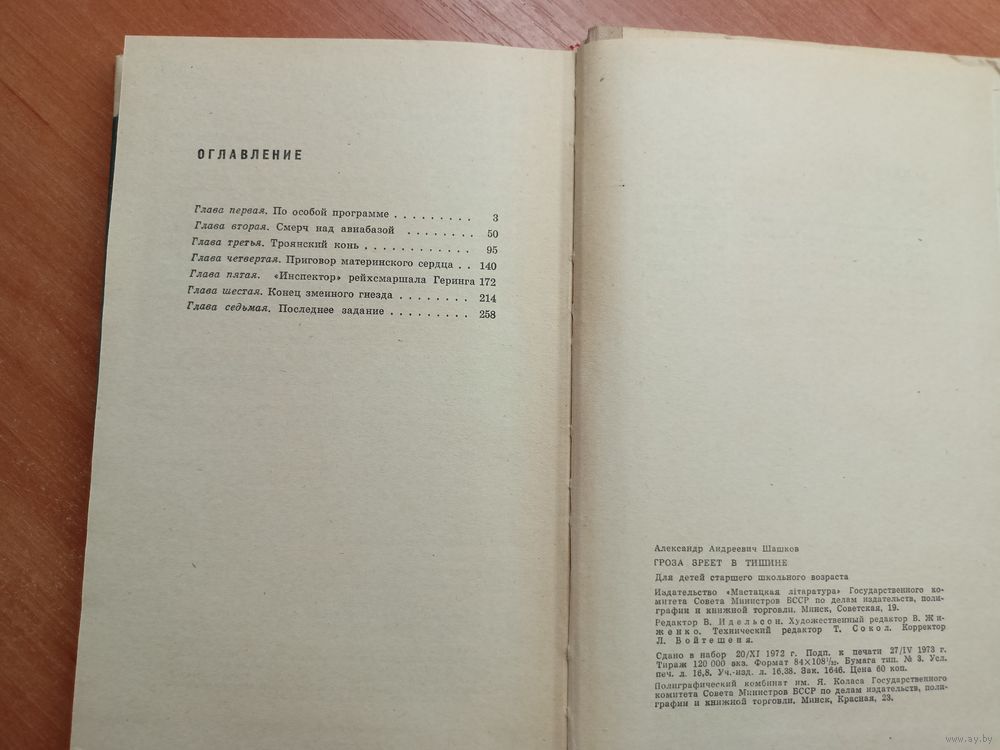 ОГЛАВЛЕНИЕ
Глава первая. По особой программе . . . . . . . . . 3
Глава вторая. Смерч над авиабазой . . . . . . . . 50
Глава третья. Троянский конь . . . . . . . . . . . . 95
Глава четвертая. Приговор материнского сердца . . 140
Глава пятая. «Инспектор» рейхсмаршала Геринга 172
Глава шестая. Конец змеиного гнезда . . . . . . . . 214
Глава седьмая. Последнее задание . . . . . . . . . 258
Александр Андреевич Шашков
ГРОЗА ЗРЕЕТ В ТИШИНЕ
Для детей старшего школьного возраста
Издательство «Мастацкая літаратура» Государственного ко-
митета Совета Министров БССР по делам издательств, поли-
графии и книжной торговли. Минск, Советская, 19.
Редактор В. Идельсон. Художественный редактор В. Жи-
женко. Технический редактор Т. Сокол. Корректор
Л. Войтешеня.
Сдано в набор 20/XI 1972 г. Подп. к печати 27/IV 1973 г.
Тираж 120 000 экз. Формат 84×108¹/₃₂. Бумага тип. № 3. Усл.
печ. л. 16,8. Уч.-изд. л. 16,38. Зак. 1646. Цена 60 коп.
Полиграфический комбинат им. Я. Коласа Государственного
комитета Совета Министров БССР по делам издательств, поли-
графии и книжной торговли. Минск, Красная, 23.
www.ay.by